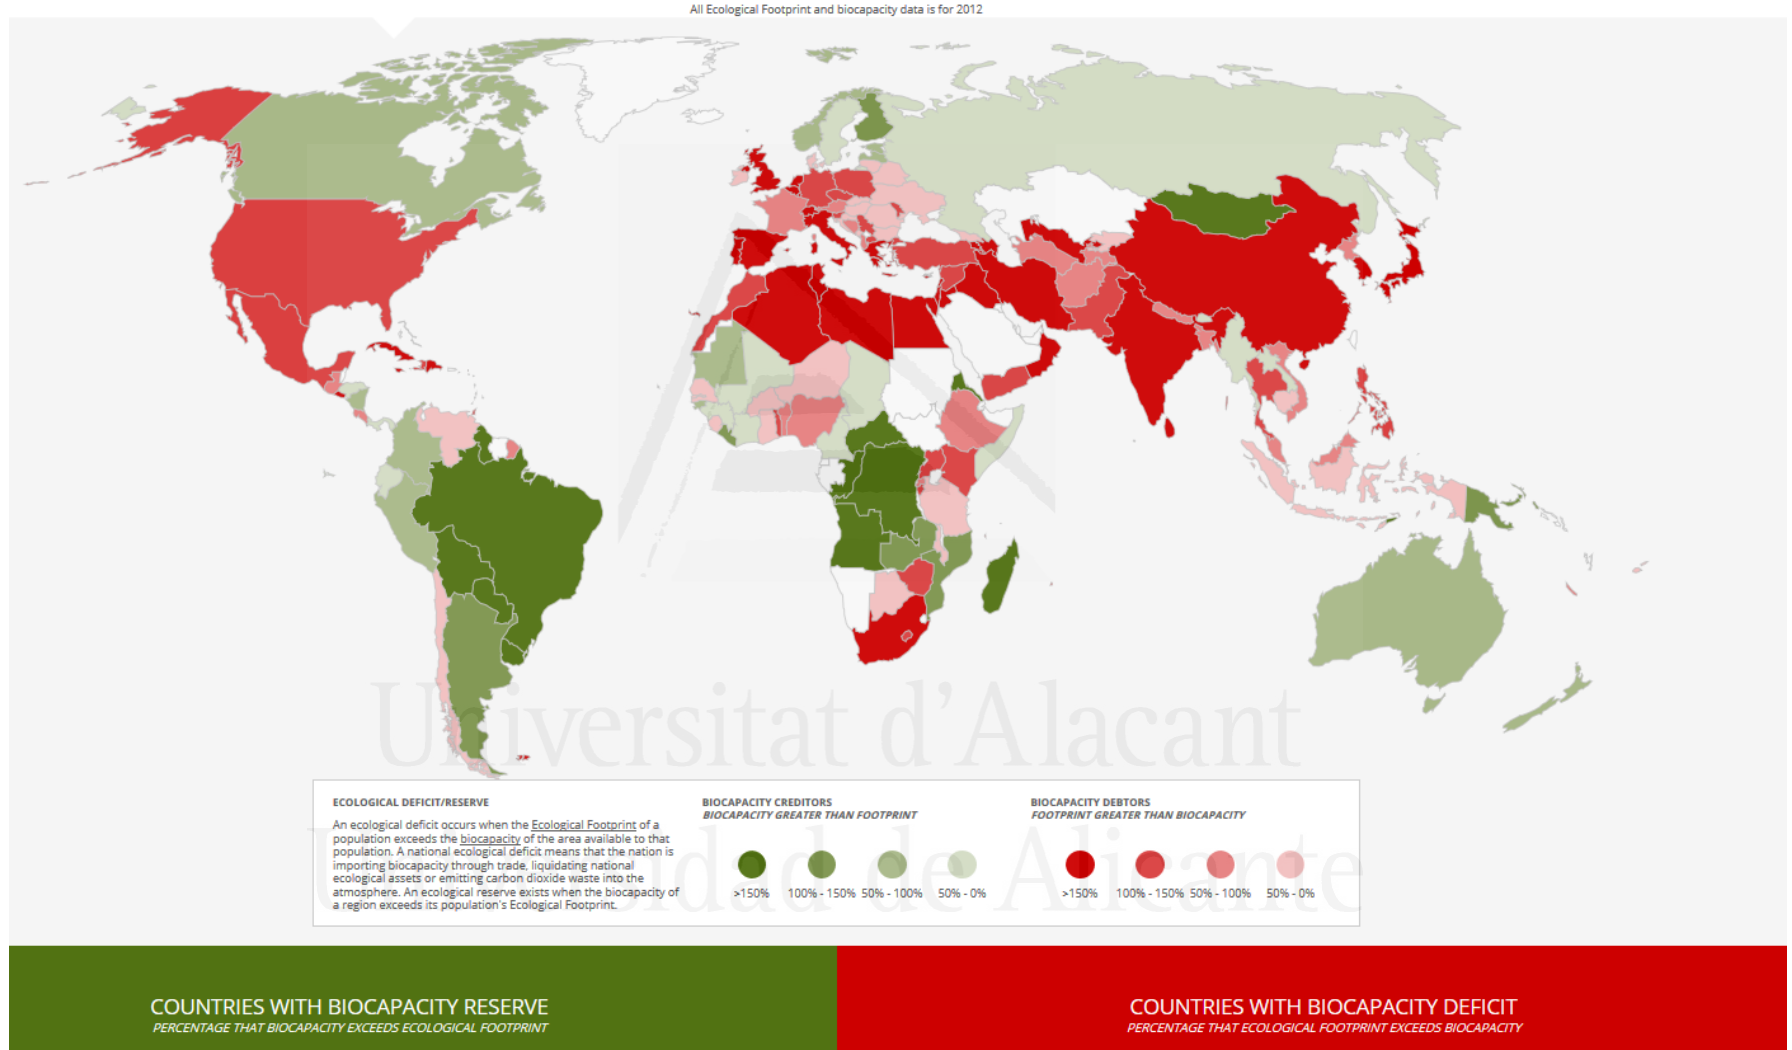 All Ecological Footprint and biocapacity data is for 2012
Universitat d'Alacant
Universidad de Alicante
ECOLOGICAL DEFICIT/RESERVE
An ecological deficit occurs when the Ecological Footprint of a
population exceeds the biocapacity of the area available to that
population. A national ecological deficit means that the nation is
importing biocapacity through trade, liquidating national
ecological assets or emitting carbon dioxide waste into the
atmosphere. An ecological reserve exists when the biocapacity of
a region exceeds its population's Ecological Footprint.
BIOCAPACITY CREDITORS
BIOCAPACITY GREATER THAN FOOTPRINT
>150% 100% - 150% 50% - 100% 50% - 0%
BIOCAPACITY DEBTORS
FOOTPRINT GREATER THAN BIOCAPACITY
>150% 100% - 150% 50% - 100% 50% - 0%
COUNTRIES WITH BIOCAPACITY RESERVE
PERCENTAGE THAT BIOCAPACITY EXCEEDS ECOLOGICAL FOOTPRINT
COUNTRIES WITH BIOCAPACITY DEFICIT
PERCENTAGE THAT ECOLOGICAL FOOTPRINT EXCEEDS BIOCAPACITY